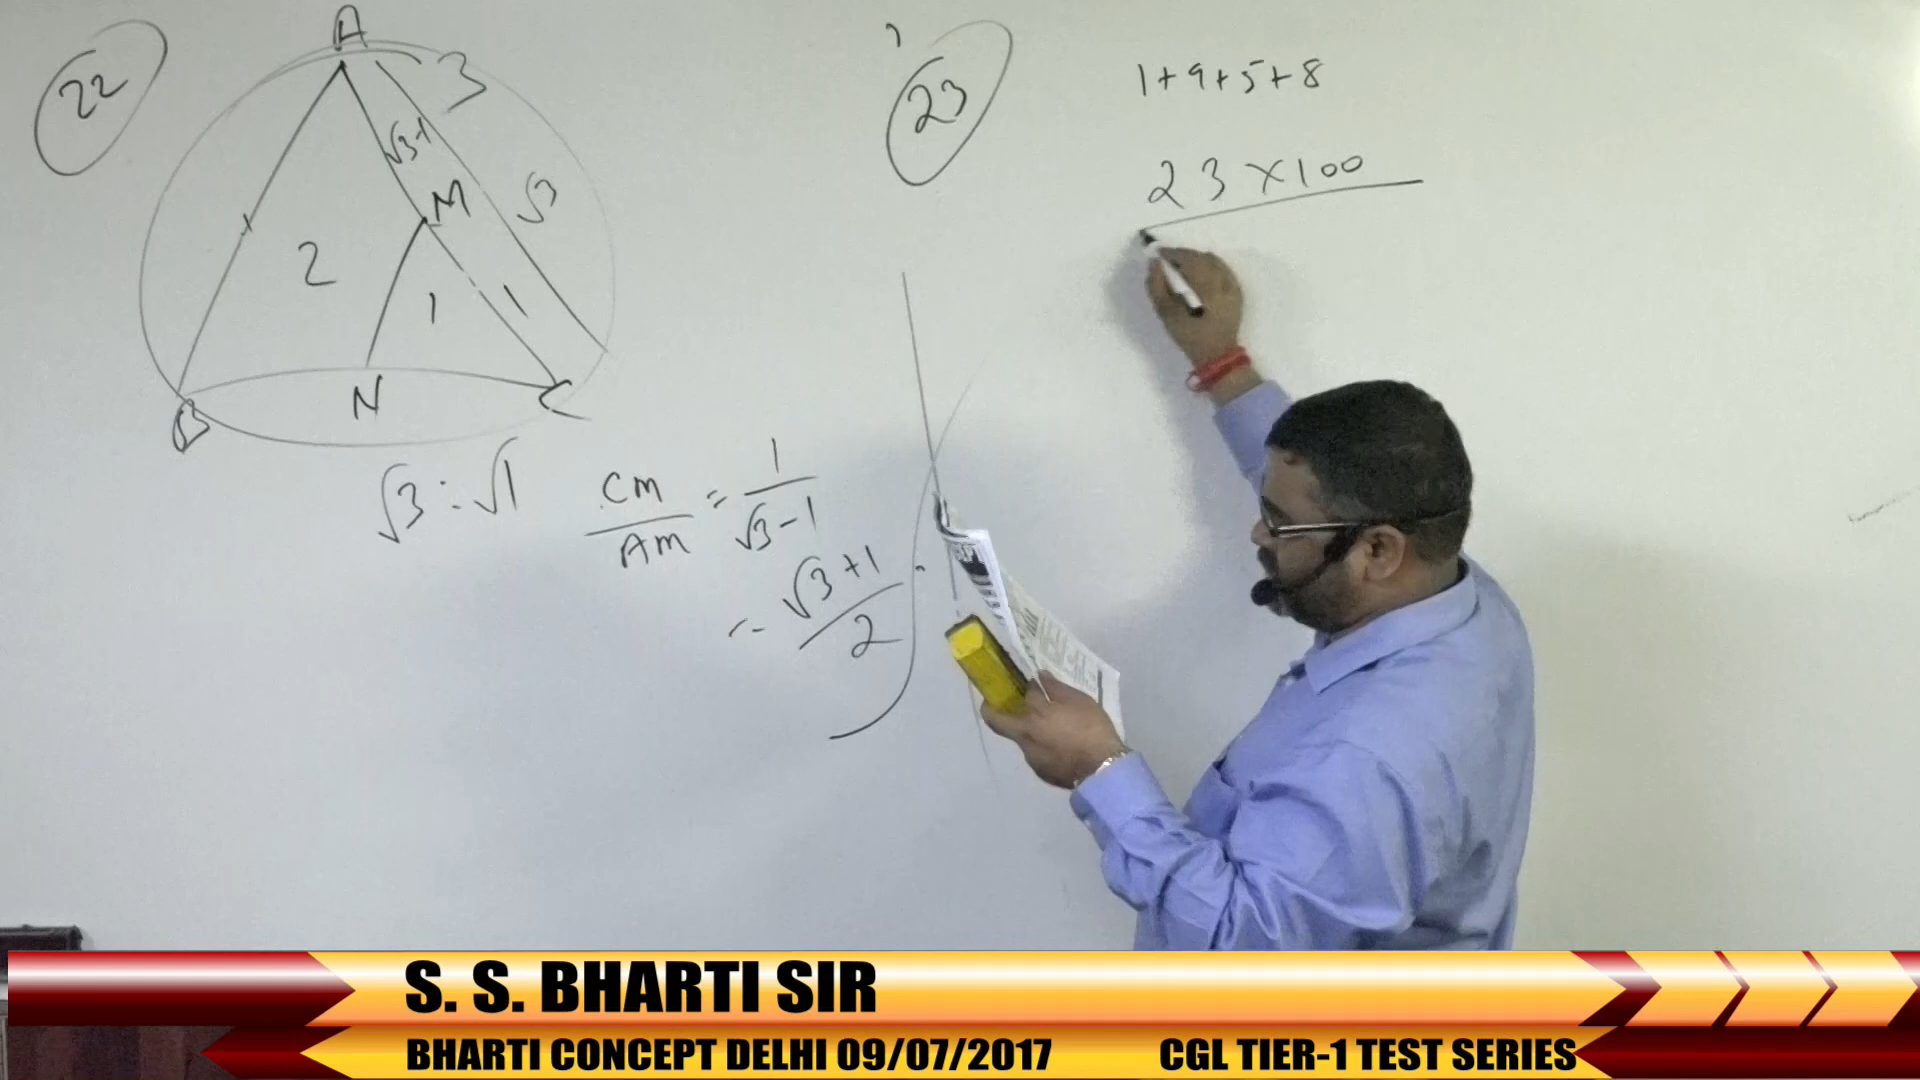 22
A
3
√3-1
M
√3
2
1
1
B
N
C
√3 : √1
CM / AM = 1 / √3-1
= √3+1 / 2
23
1+9+5+8
23×100
S. S. BHARTI SIR
BHARTI CONCEPT DELHI 09/07/2017
CGL TIER-1 TEST SERIES